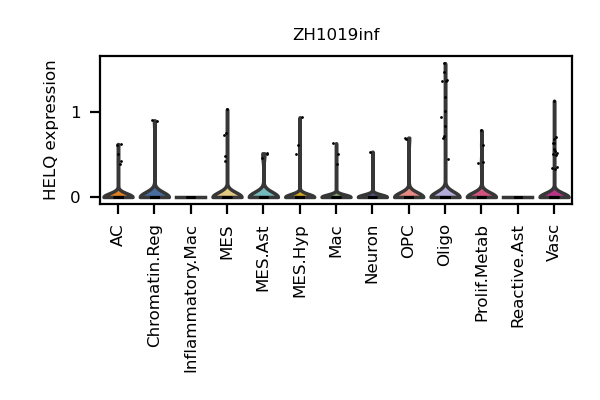 ZH1019inf
HELQ expression
1
0
AC
Chromatin.Reg
Inflammatory.Mac
MES
MES.Ast
MES.Hyp
Mac
Neuron
OPC
Oligo
Prolif.Metab
Reactive.Ast
Vasc